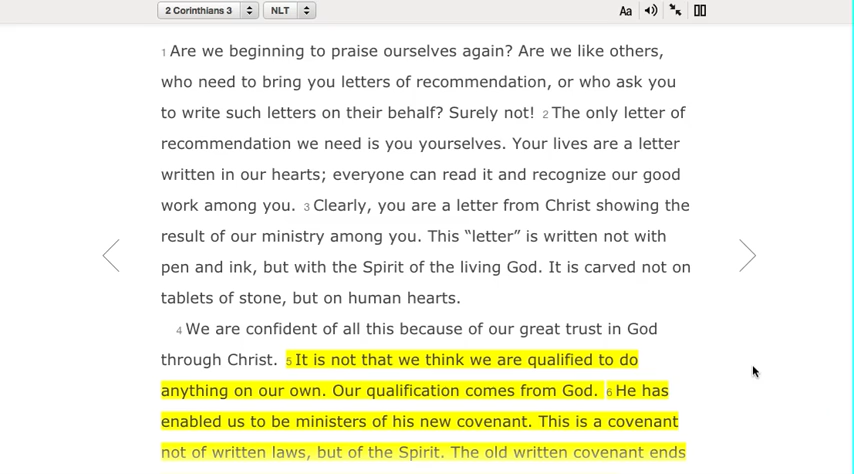 2 Corinthians 3 NLT Aa
1 Are we beginning to praise ourselves again? Are we like others,
who need to bring you letters of recommendation, or who ask you
to write such letters on their behalf? Surely not! 2 The only letter of
recommendation we need is you yourselves. Your lives are a letter
written in our hearts; everyone can read it and recognize our good
work among you. 3 Clearly, you are a letter from Christ showing the
result of our ministry among you. This “letter” is written not with
pen and ink, but with the Spirit of the living God. It is carved not on
tablets of stone, but on human hearts.
4 We are confident of all this because of our great trust in God
through Christ. 5 It is not that we think we are qualified to do
anything on our own. Our qualification comes from God. 6 He has
enabled us to be ministers of his new covenant. This is a covenant
not of written laws, but of the Spirit. The old written covenant ends